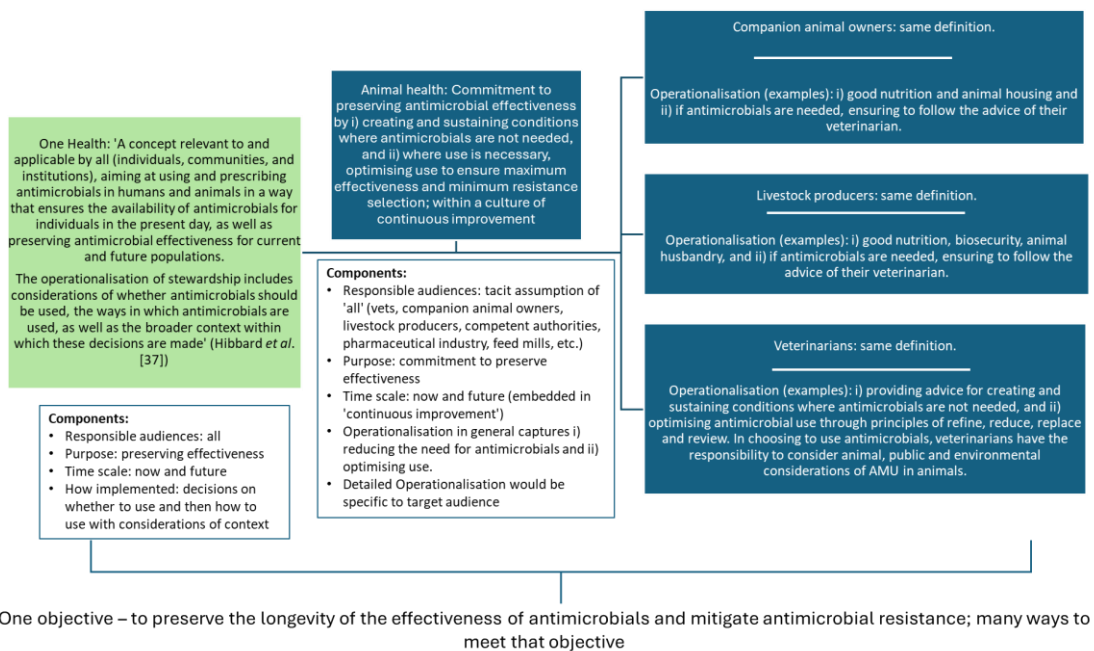 One Health: 'A concept relevant to and
applicable by all (individuals, communities, and
institutions), aiming at using and prescribing
antimicrobials in humans and animals in a way
that ensures the availability of antimicrobials for
individuals in the present day, as well as
preserving antimicrobial effectiveness for current
and future populations.
The operationalisation of stewardship includes
considerations of whether antimicrobials should
be used, the ways in which antimicrobials are
used, as well as the broader context within
which these decisions are made' (Hibbard et al.
[37])
Components:
• Responsible audiences: all
• Purpose: preserving effectiveness
• Time scale: now and future
• How implemented: decisions on
whether to use and then how to
use with considerations of context
Animal health: Commitment to
preserving antimicrobial effectiveness
by i) creating and sustaining conditions
where antimicrobials are not needed,
and ii) where use is necessary,
optimising use to ensure maximum
effectiveness and minimum resistance
selection; within a culture of
continuous improvement
Components:
• Responsible audiences: tacit assumption of
'all' (vets, companion animal owners,
livestock producers, competent authorities,
pharmaceutical industry, feed mills, etc.)
• Purpose: commitment to preserve
effectiveness
• Time scale: now and future (embedded in
'continuous improvement')
• Operationalisation in general captures i)
reducing the need for antimicrobials and ii)
• optimising use.
• Detailed Operationalisation would be
specific to target audience
Companion animal owners: same definition.
Operationalisation (examples): i) good nutrition and animal housing and
ii) if antimicrobials are needed, ensuring to follow the advice of their
veterinarian.
Livestock producers: same definition.
Operationalisation (examples): i) good nutrition, biosecurity, animal
husbandry, and ii) if antimicrobials are needed, ensuring to follow the
advice of their veterinarian.
Veterinarians: same definition.
Operationalisation (examples): i) providing advice for creating and
sustaining conditions where antimicrobials are not needed, and ii)
optimising antimicrobial use through principles of refine, reduce, replace
and review. In choosing to use antimicrobials, veterinarians have the
responsibility to consider animal, public and environmental
considerations of AMU in animals.
One objective – to preserve the longevity of the effectiveness of antimicrobials and mitigate antimicrobial resistance; many ways to
meet that objective